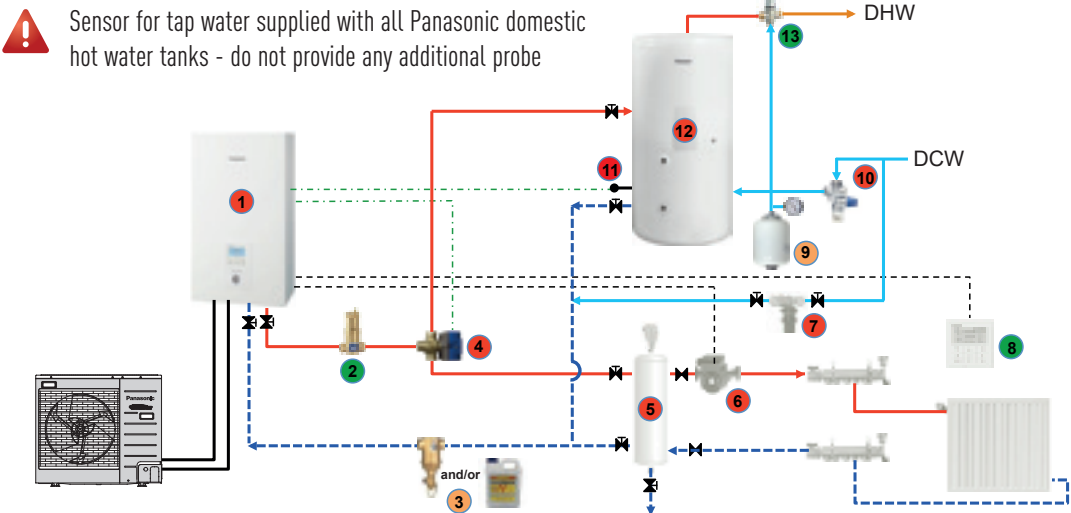 Sensor for tap water supplied with all Panasonic domestic
hot water tanks - do not provide any additional probe
DHW
13
12
11
DCW
10
1
9
7
8
2
4
5
6
Panasonic
and/or
3